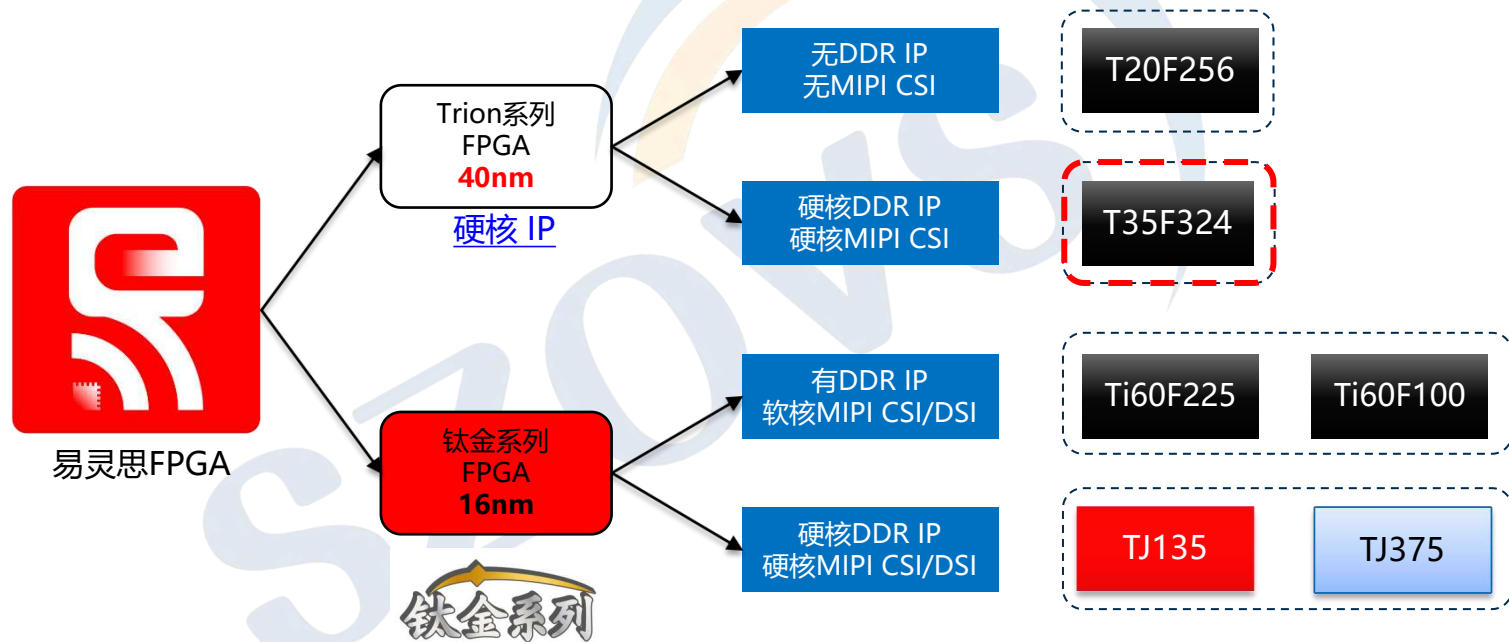 易灵思FPGA
Trion系列
FPGA
40nm
硬核 IP
无DDR IP
无MIPI CSI
T20F256
硬核DDR IP
硬核MIPI CSI
T35F324
钛金系列
FPGA
16nm
钛金系列
有DDR IP
软核MIPI CSI/DSI
Ti60F225
Ti60F100
硬核DDR IP
硬核MIPI CSI/DSI
TJ135
TJ375
szovs